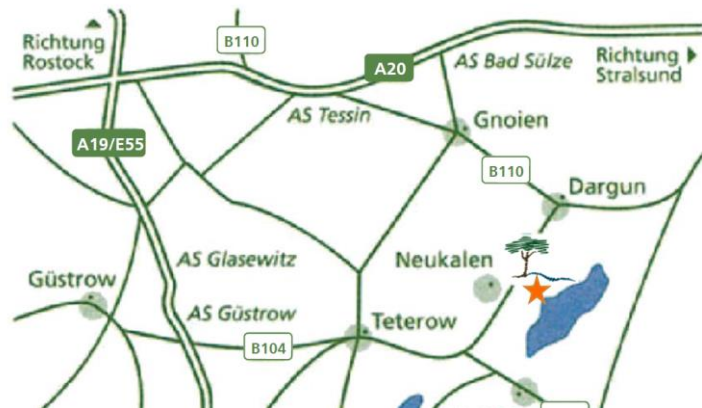 Richtung
Rostock
B110
A20
AS Bad Sülze
Richtung
Stralsund
AS Tessin
Gnoien
A19/E55
B110
Dargun
AS Glasewitz
Neukalen
Güstrow
AS Güstrow
Teterow
B104